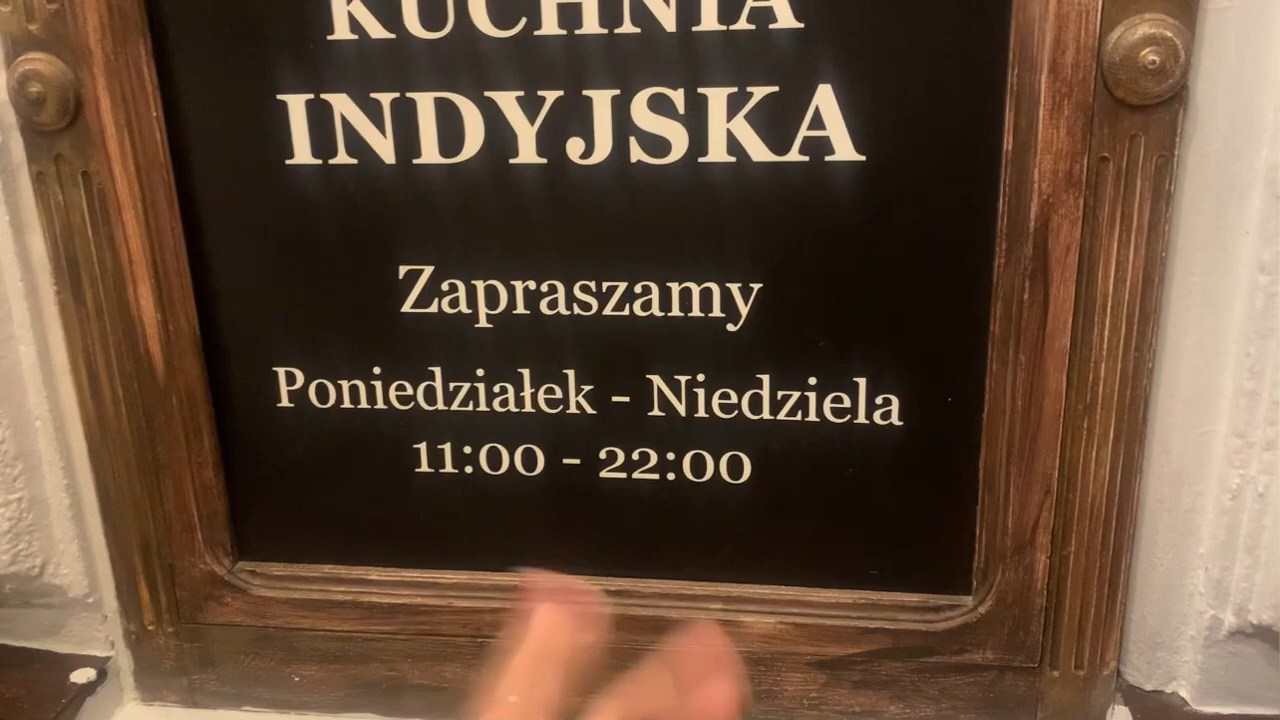 KUCHNIA
INDYJSKA
Zapraszamy
Poniedziałek - Niedziela
11:00 - 22:00